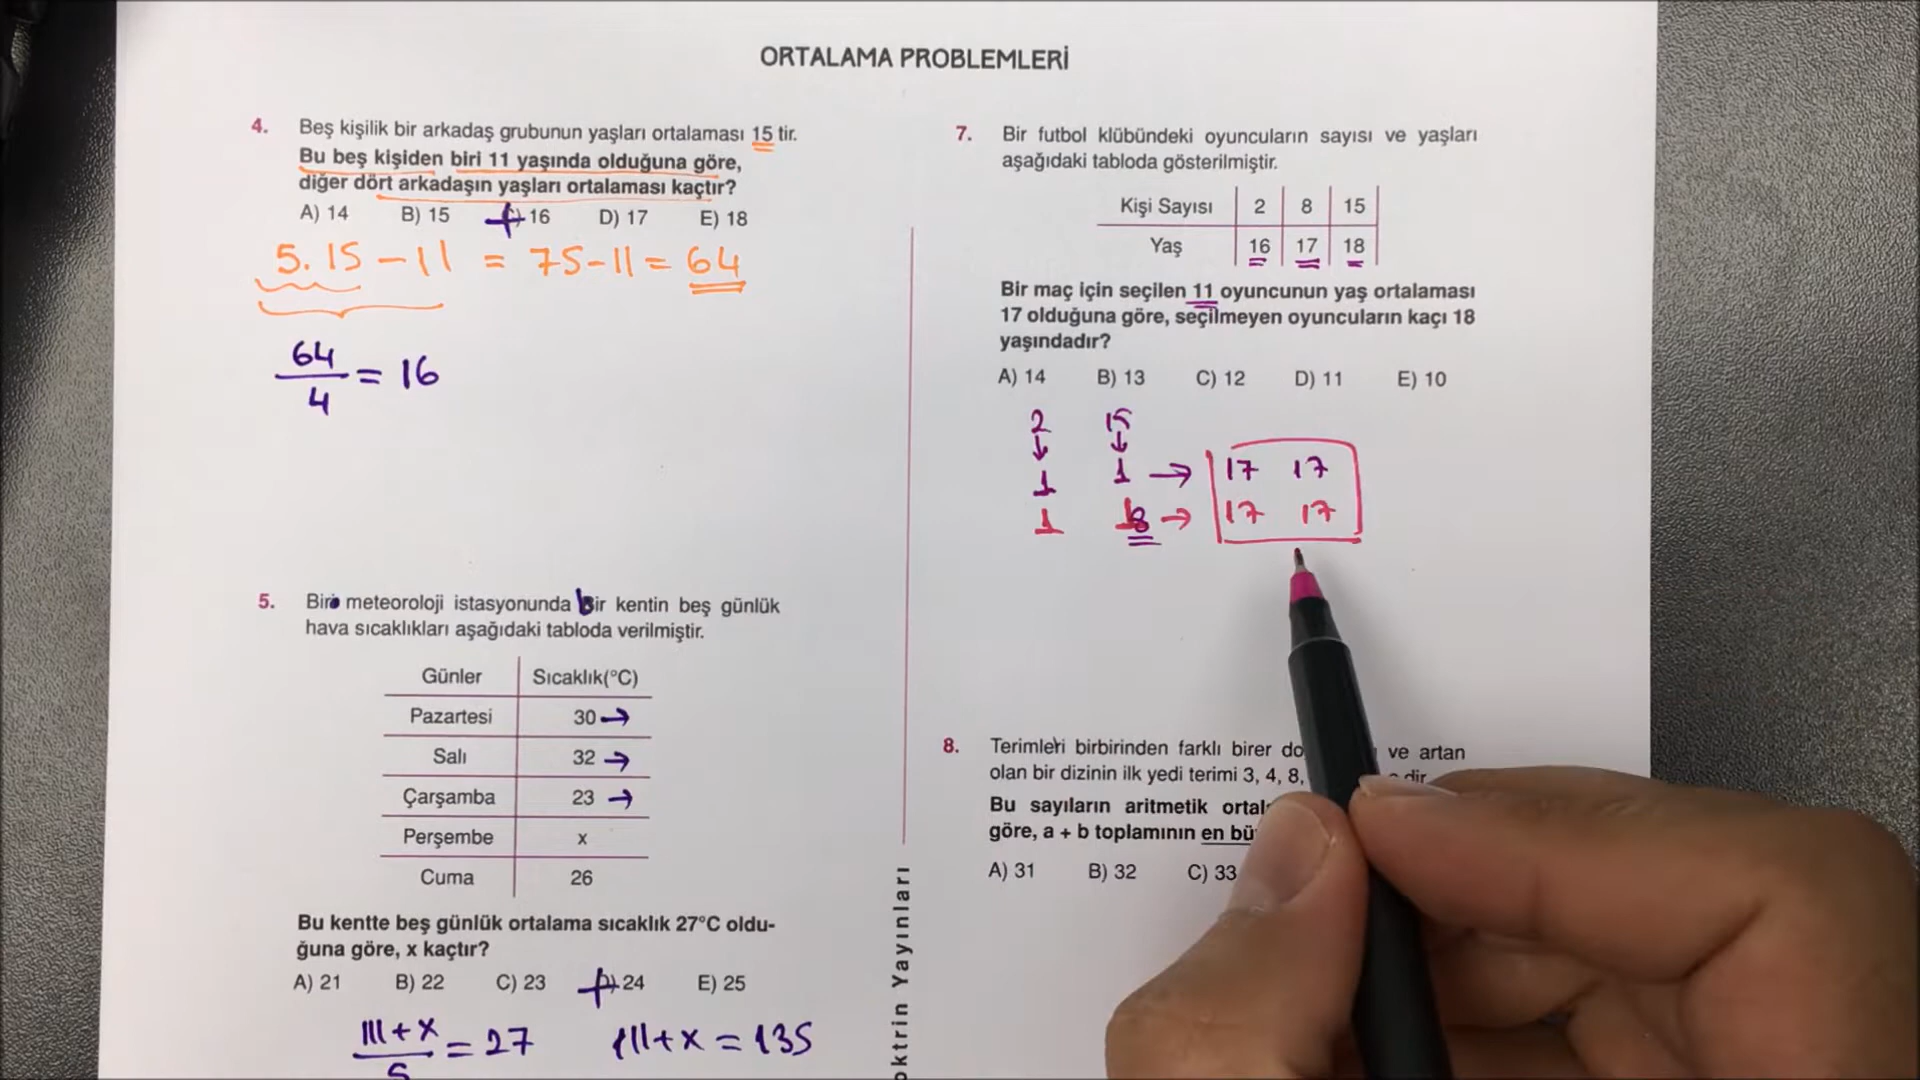 ORTALAMA PROBLEMLERİ
4. Beş kişilik bir arkadaş grubunun yaşları ortalaması 15 tir.
Bu beş kişiden biri 11 yaşında olduğuna göre,
diğer dört arkadaşın yaşları ortalaması kaçtır?
A) 14 B) 15 C) 16 D) 17 E) 18
5.15-11 = 75-11 = 64
64
4
= 16
5. Bir meteoroloji istasyonunda bir kentin beş günlük
hava sıcaklıkları aşağıdaki tabloda verilmiştir.
Günler Sıcaklık(°C)
Pazartesi 30 →
Salı 32 →
Çarşamba 23 →
Perşembe x
Cuma 26
Bu kentte beş günlük ortalama sıcaklık 27°C oldu-
ğuna göre, x kaçtır?
A) 21 B) 22 C) 23 D) 24 E) 25
111+x = 27 111+x = 135
5
oktrin Yayınları
7. Bir futbol klübündeki oyuncuların sayısı ve yaşları
aşağıdaki tabloda gösterilmiştir.
Kişi Sayısı 2 8 15
Yaş 16 17 18
Bir maç için seçilen 11 oyuncunun yaş ortalaması
17 olduğuna göre, seçilmeyen oyuncuların kaçı 18
yaşındadır?
A) 14 B) 13 C) 12 D) 11 E) 10
2 15
↓ ↓
1 1 → 17 17
1 8 → 17 17
8. Terimleri birbirinden farklı birer ve artan
olan bir dizinin ilk yedi terimi 3, 4, 8, dir.
Bu sayıların aritmetik
göre, a + b toplamının en
A) 31 B) 32 C) 33